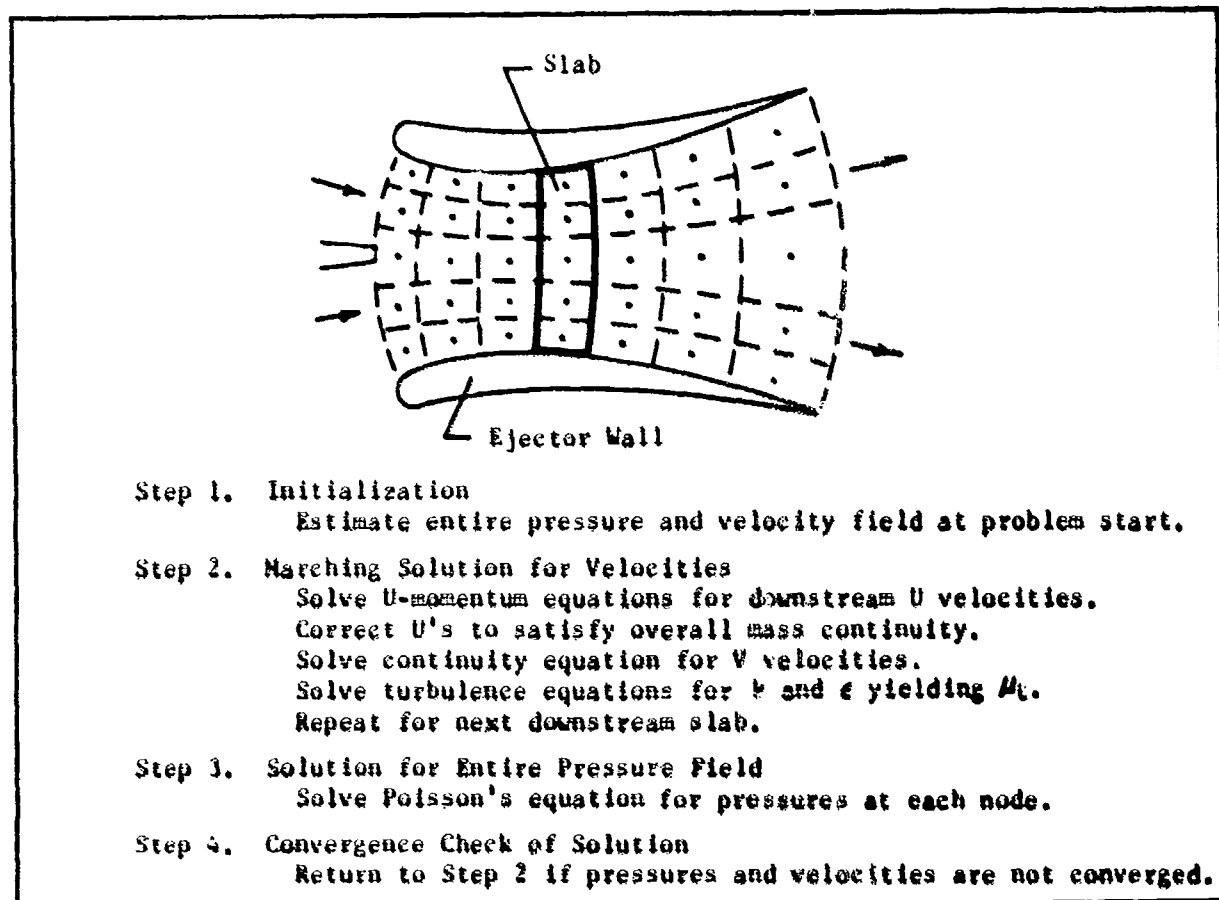 Slab
Ejector Wall
Step 1. Initialization
Estimate entire pressure and velocity field at problem start.
Step 2. Marching Solution for Velocities
Solve U-momentum equations for downstream U velocities.
Correct U's to satisfy overall mass continuity.
Solve continuity equation for V velocities.
Solve turbulence equations for k and ϵ yielding μt.
Repeat for next downstream slab.
Step 3. Solution for Entire Pressure Field
Solve Poisson's equation for pressures at each node.
Step 4. Convergence Check of Solution
Return to Step 2 if pressures and velocities are not converged.